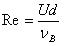 Re = Ud / ν_B